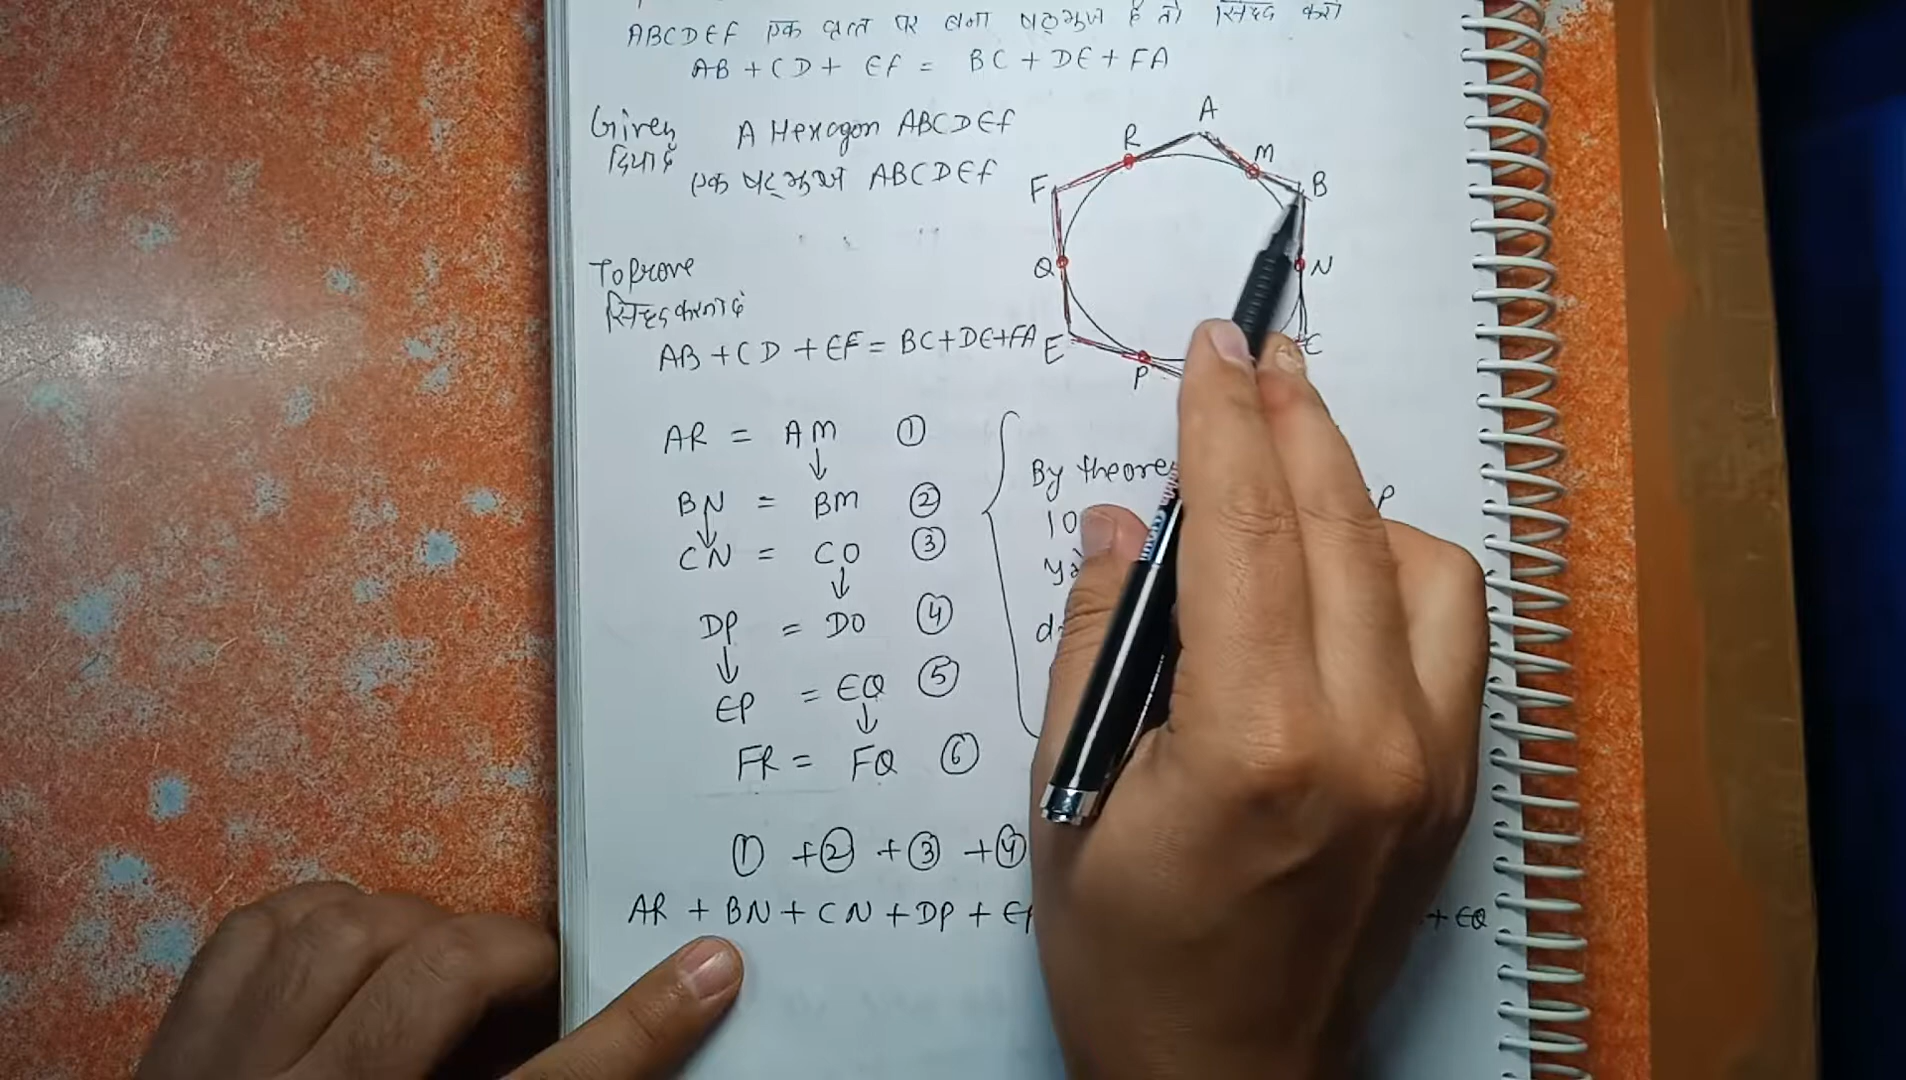 ABCDEF एक वृत्त पर बना षट्भुज है तो सिद्ध करो
AB + CD + EF = BC + DE + FA
Given A Hexagon ABCDEF
दिया है एक षट्भुज ABCDEF
A
R
M
F
B
Q
N
E
C
P
To Prove
सिद्ध करना है
AB + CD + EF = BC + DE + FA
AR = AM ①
↓
BN = BM ②
↓
CN = CO ③
↓
DP = DO ④
↓
EP = EQ ⑤
↓
FR = FQ ⑥
By
10
① + ② + ③ + ④
AR + BN + CN + DP + EP
+ EQ